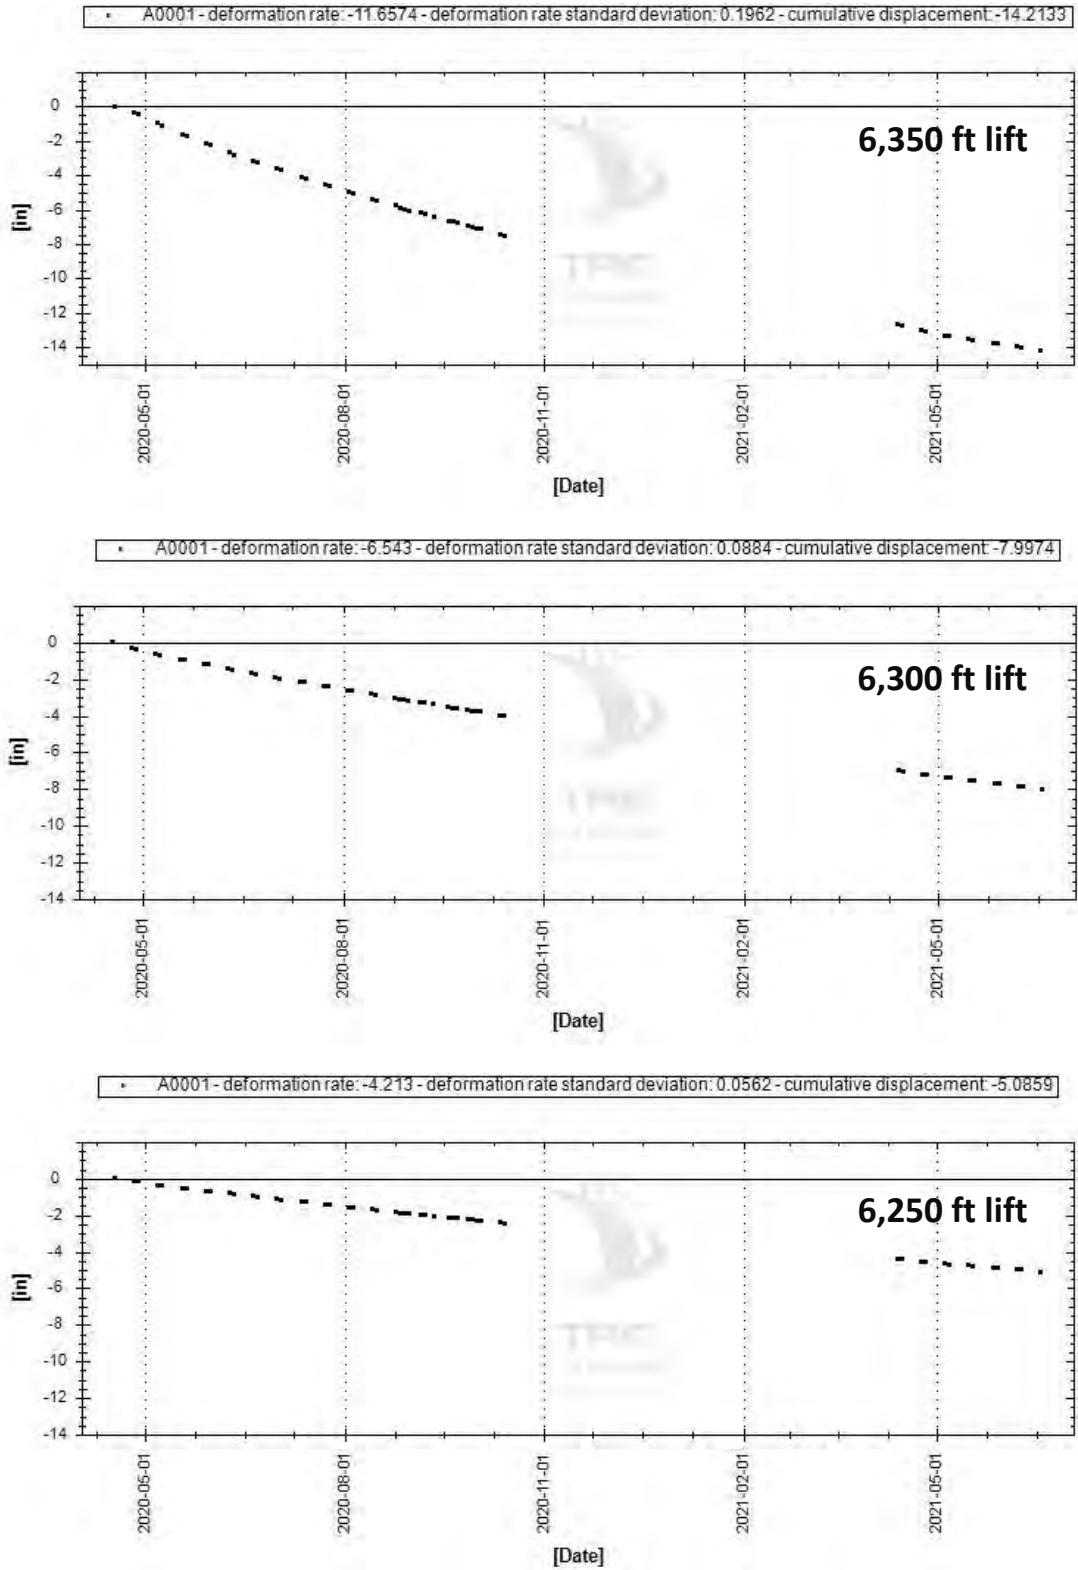 A0001 - deformation rate: -11.6574 - deformation rate standard deviation: 0.1962 - cumulative displacement: -14.2133
0
-2
-4
-6
-8
-10
-12
-14
[in]
6,350 ft lift
TRE
2020-05-01
2020-08-01
2020-11-01
2021-02-01
2021-05-01
[Date]
A0001 - deformation rate: -6.543 - deformation rate standard deviation: 0.0884 - cumulative displacement: -7.9974
0
-2
-4
-6
-8
-10
-12
-14
[in]
6,300 ft lift
TRE
2020-05-01
2020-08-01
2020-11-01
2021-02-01
2021-05-01
[Date]
A0001 - deformation rate: -4.213 - deformation rate standard deviation: 0.0562 - cumulative displacement: -5.0859
0
-2
-4
-6
-8
-10
-12
-14
[in]
6,250 ft lift
TRE
2020-05-01
2020-08-01
2020-11-01
2021-02-01
2021-05-01
[Date]